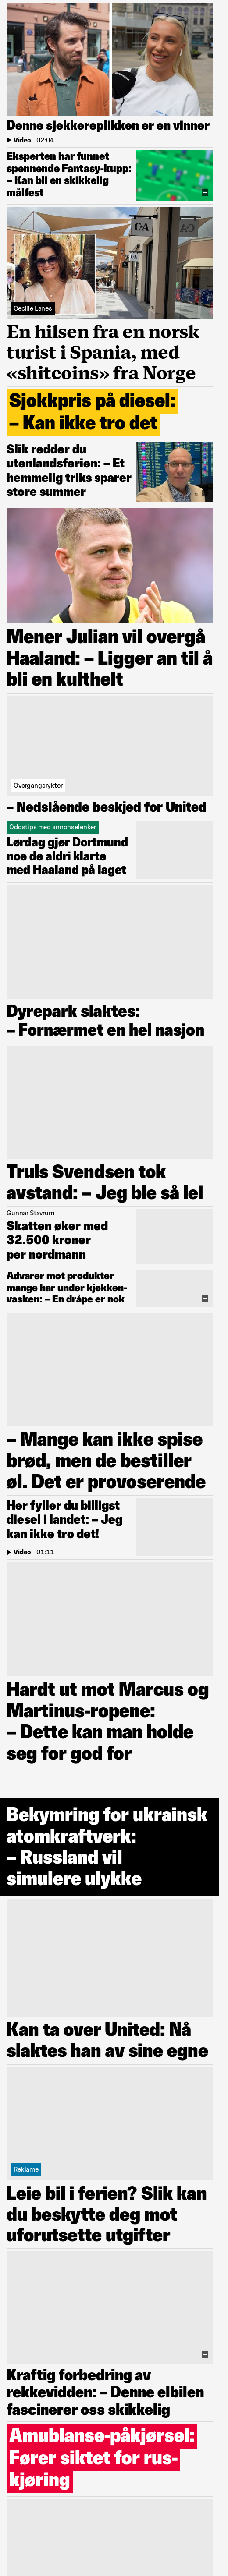 Denne sjekkereplikken er en vinner
Video | 02:04
Eksperten har funnet
spennende Fantasy-kupp:
– Kan bli en skikkelig
målfest
C&A
Cecilie Lanes
En hilsen fra en norsk
turist i Spania, med
«shitcoins» fra Norge
Sjokkpris på diesel:
– Kan ikke tro det
Slik redder du
utenlandsferien: – Et
hemmelig triks sparer
store summer
Mener Julian vil overgå
Haaland: – Ligger an til å
bli en kulthelt
Overgangsrykter
– Nedslående beskjed for United
Oddstips med annonselenker
Lørdag gjør Dortmund
noe de aldri klarte
med Haaland på laget
Dyrepark slaktes:
– Fornærmet en hel nasjon
Truls Svendsen tok
avstand: – Jeg ble så lei
Gunnar Stavrum
Skatten øker med
32.500 kroner
per nordmann
Advarer mot produkter
mange har under kjøkken-
vasken: – En dråpe er nok
– Mange kan ikke spise
brød, men de bestiller
øl. Det er provoserende
Her fyller du billigst
diesel i landet: – Jeg
kan ikke tro det!
Video | 01:11
Hardt ut mot Marcus og
Martinus-ropene:
– Dette kan man holde
seg for god for
Bekymring for ukrainsk
atomkraftverk:
– Russland vil
simulere ulykke
Kan ta over United: Nå
slaktes han av sine egne
Reklame
Leie bil i ferien? Slik kan
du beskytte deg mot
uforutsette utgifter
Kraftig forbedring av
rekkevidden: – Denne elbilen
fascinerer oss skikkelig
Ambulanse-påkjørsel:
Fører siktet for rus-
kjøring